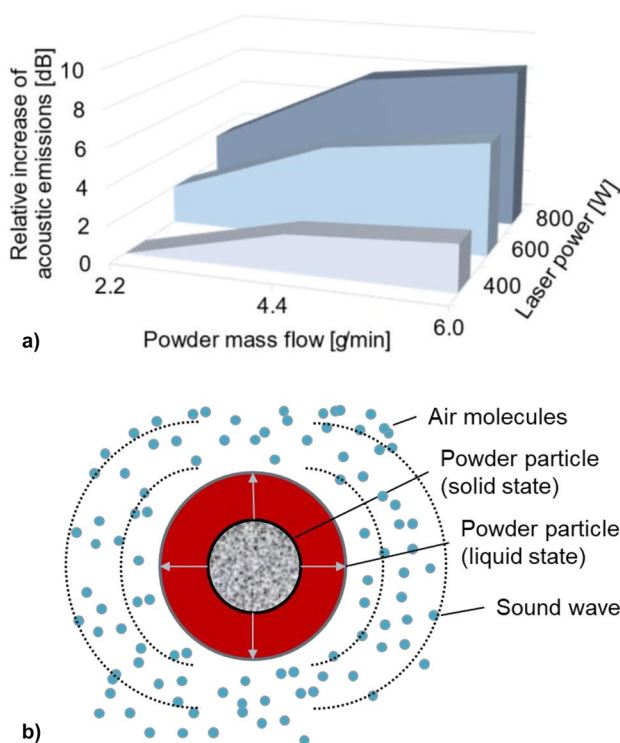 Relative increase of
acoustic emissions [dB]
10
8
6
4
2
0
2.2
4.4
6.0
Powder mass flow [g/min]
400
600
800
Laser power [W]
a)
Air molecules
Powder particle
(solid state)
Powder particle
(liquid state)
Sound wave
b)